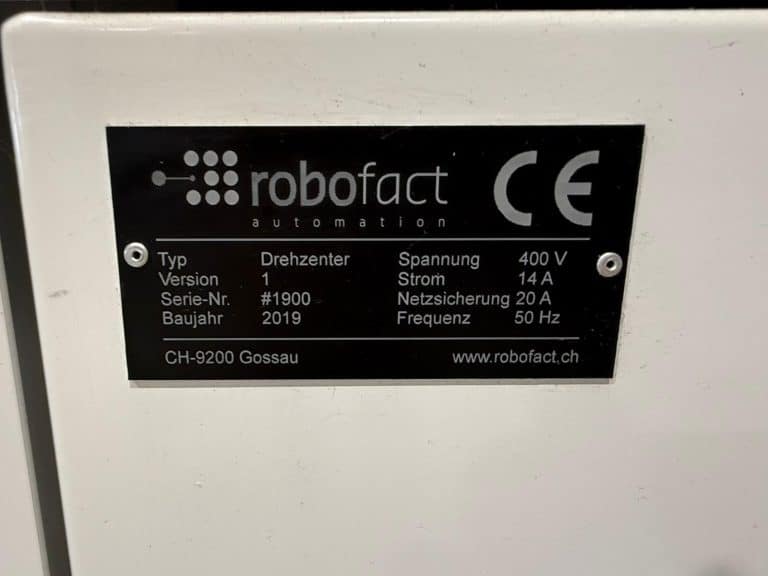 robofact CE
automation
Typ Drehzenter Spannung 400 V
Version 1 Strom 14 A
Serie-Nr. #1900 Netzsicherung 20 A
Baujahr 2019 Frequenz 50 Hz
CH-9200 Gossau www.robofact.ch